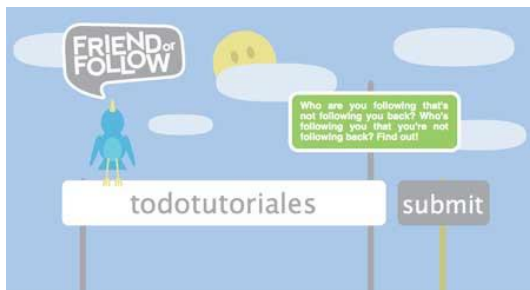 FRIEND or
FOLLOW
Who are you following that's
not following you back? Who's
following you that you're not
following back? Find out!
todotutoriales
submit